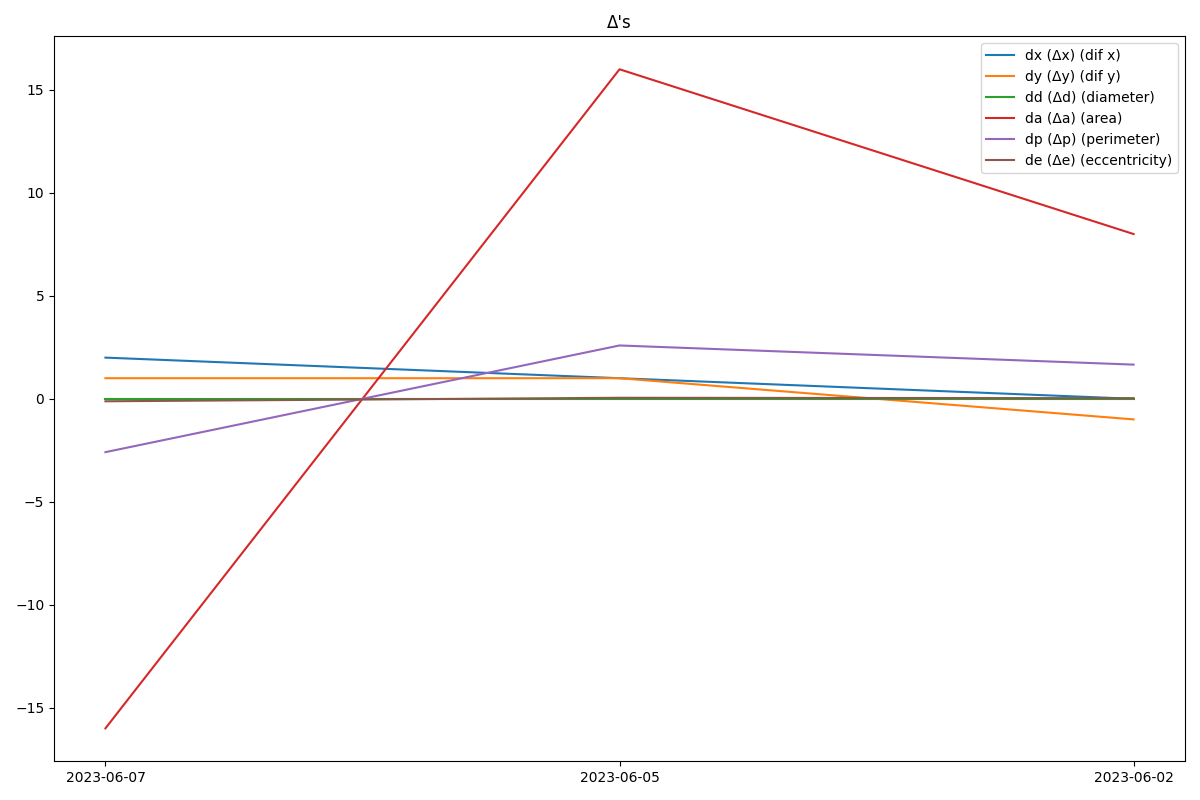 Δ's
dx (Δx) (dif x)
dy (Δy) (dif y)
dd (Δd) (diameter)
da (Δa) (area)
dp (Δp) (perimeter)
de (Δe) (eccentricity)
15
10
5
0
−5
−10
−15
2023-06-07 2023-06-05 2023-06-02